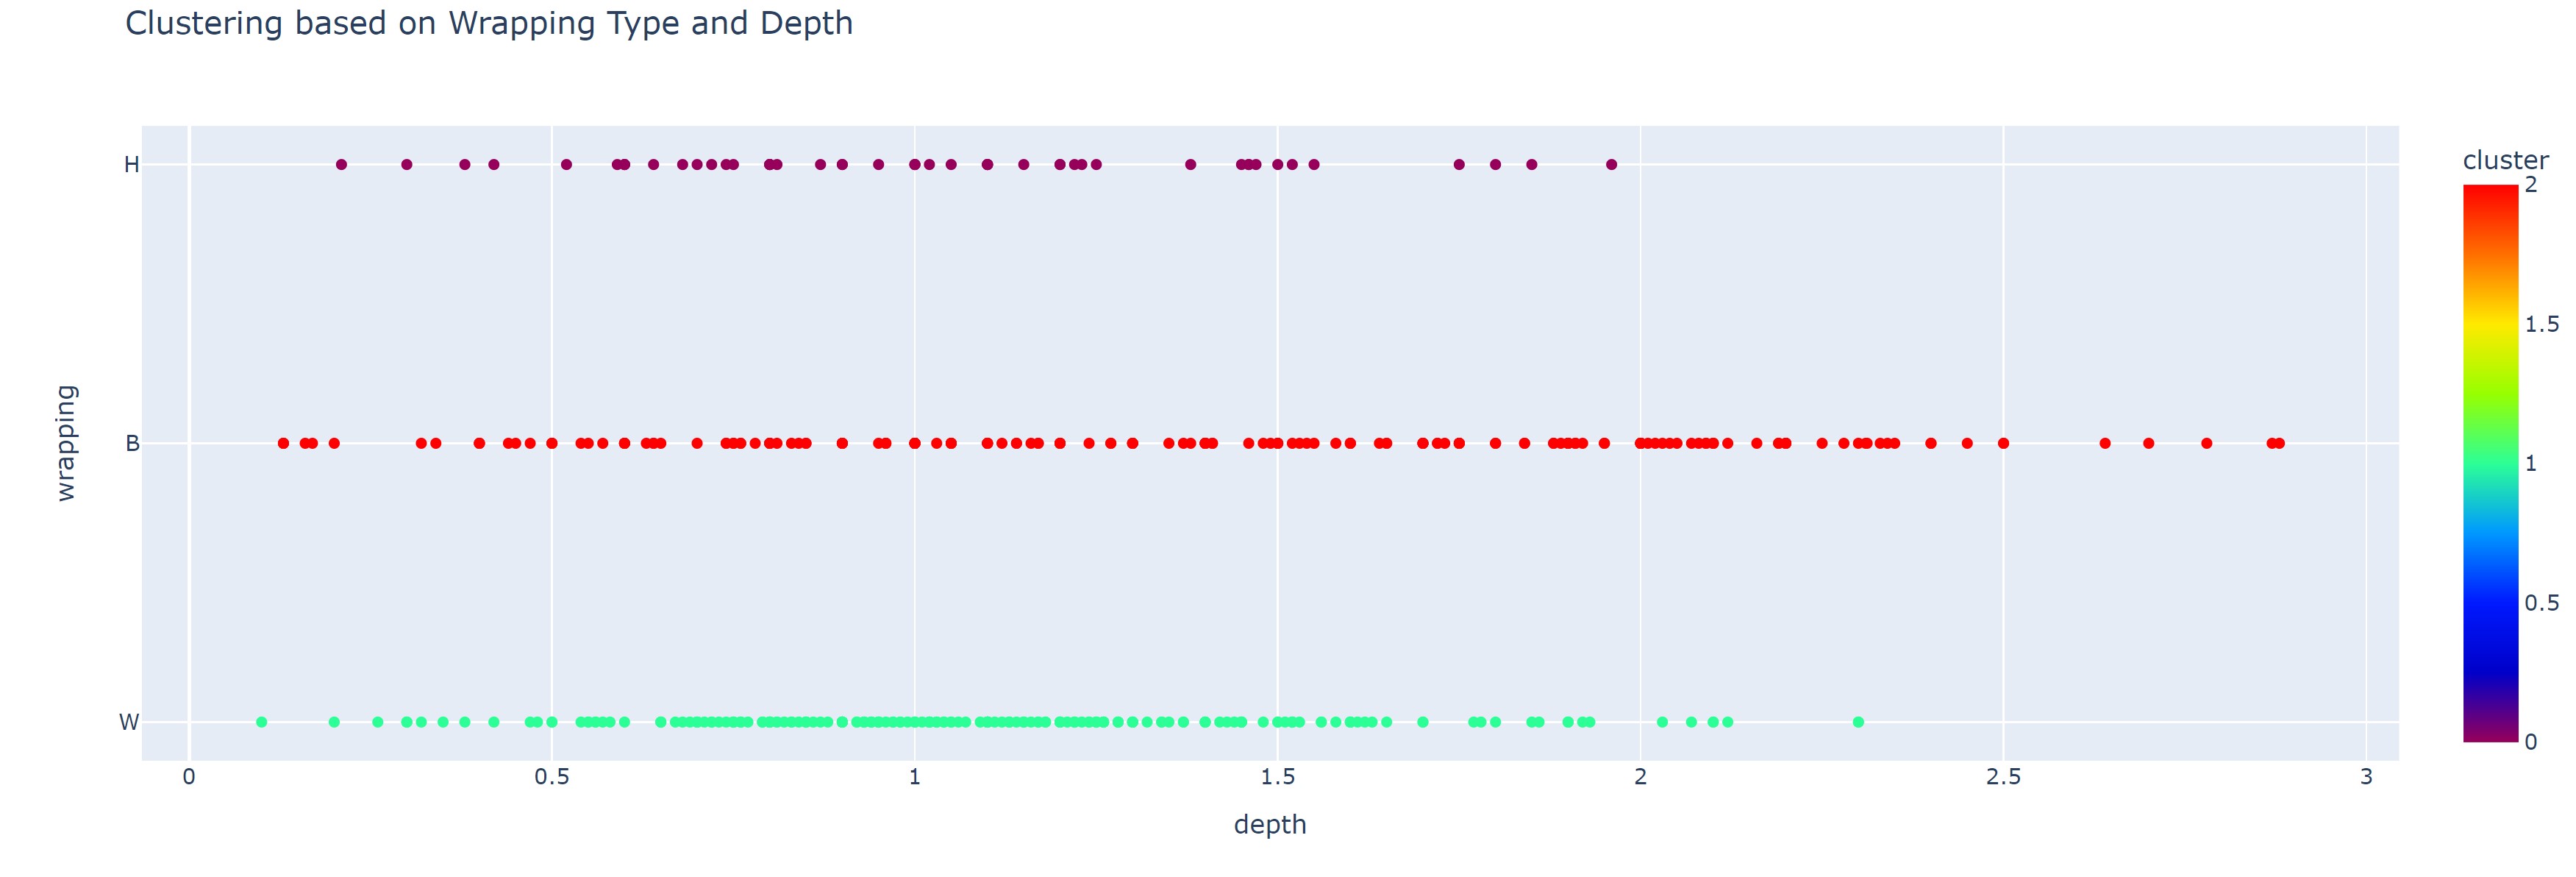 Clustering based on Wrapping Type and Depth
H
B
W
wrapping
0
0.5
1
1.5
2
2.5
3
depth
cluster
2
1.5
1
0.5
0